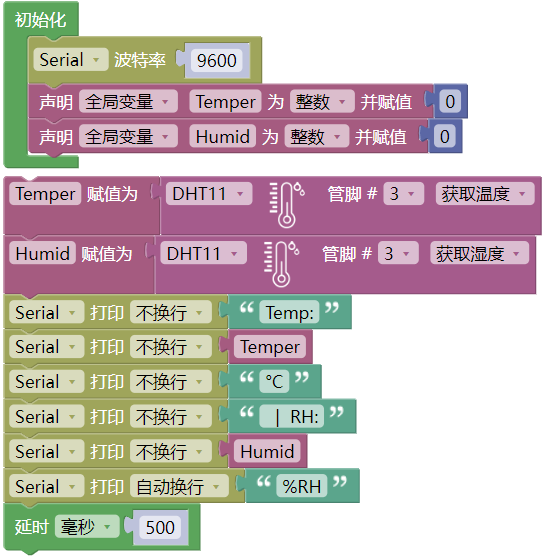 初始化
Serial 波特率 9600
声明 全局变量 Temper 为 整数 并赋值 0
声明 全局变量 Humid 为 整数 并赋值 0
Temper 赋值为 DHT11 管脚 # 3 获取温度
Humid 赋值为 DHT11 管脚 # 3 获取湿度
Serial 打印 不换行 “ Temp: ”
Serial 打印 不换行 Temper
Serial 打印 不换行 “ ℃ ”
Serial 打印 不换行 “ | RH: ”
Serial 打印 不换行 Humid
Serial 打印 自动换行 “ %RH ”
延时 毫秒 500